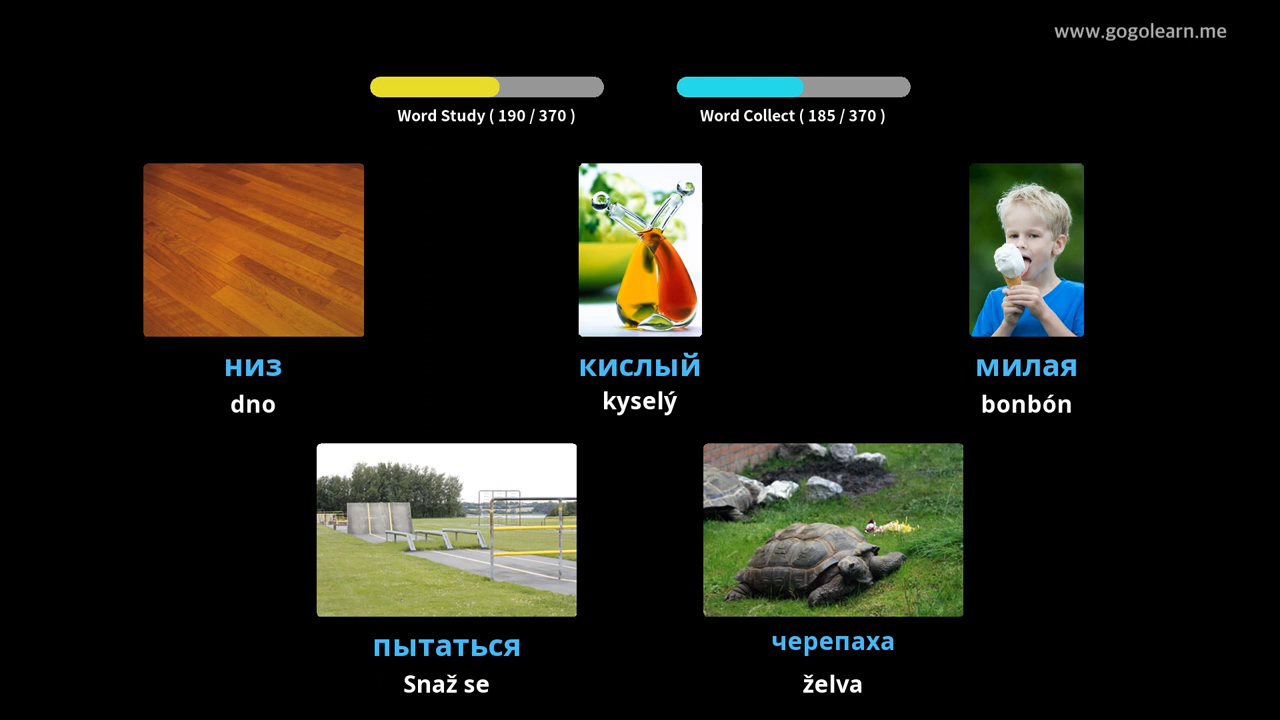 www.gogolearn.me
Word Study ( 190 / 370 )
Word Collect ( 185 / 370 )
низ
dno
кислый
kyselý
милая
bonbón
пытаться
Snaž se
черепаха
želva